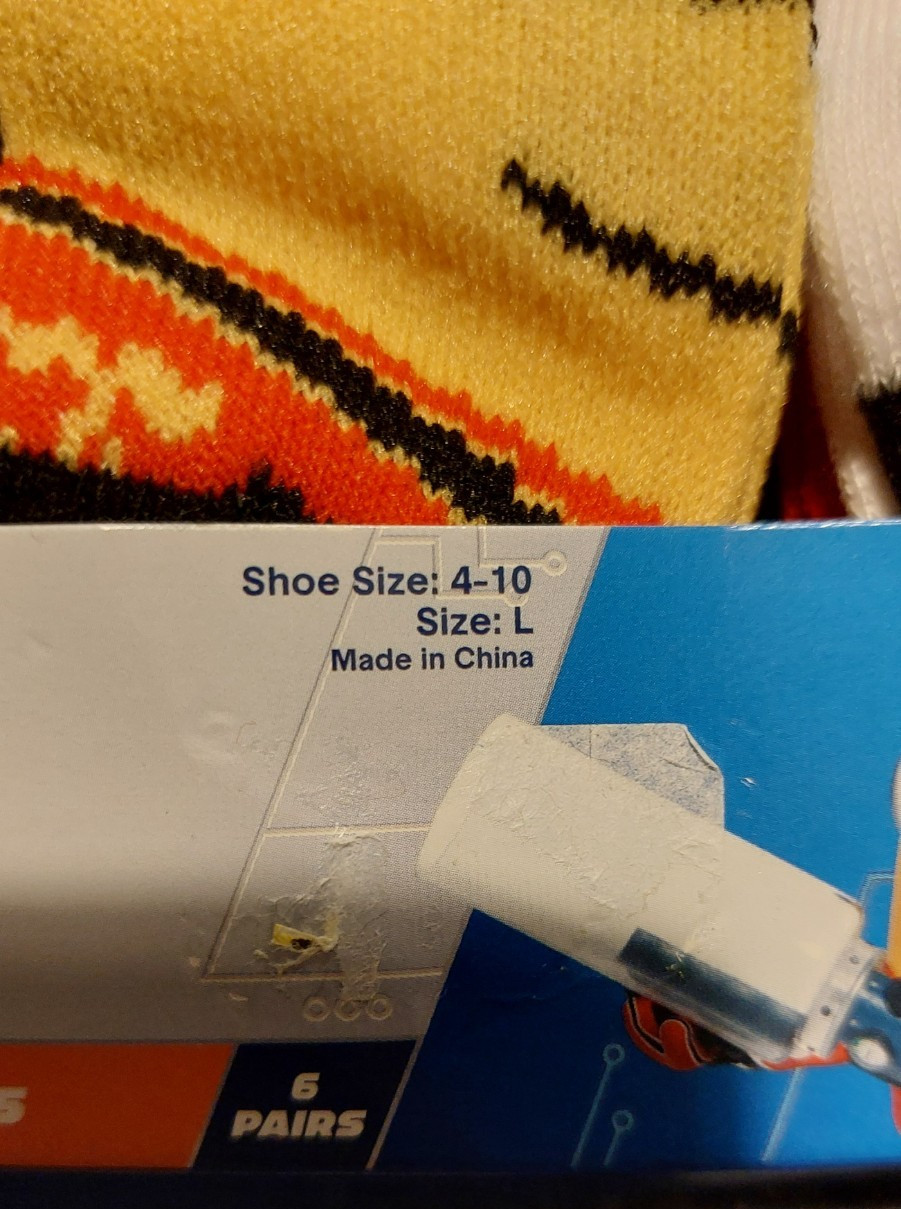 Shoe Size: 4-10
Size: L
Made in China
6
PAIRS